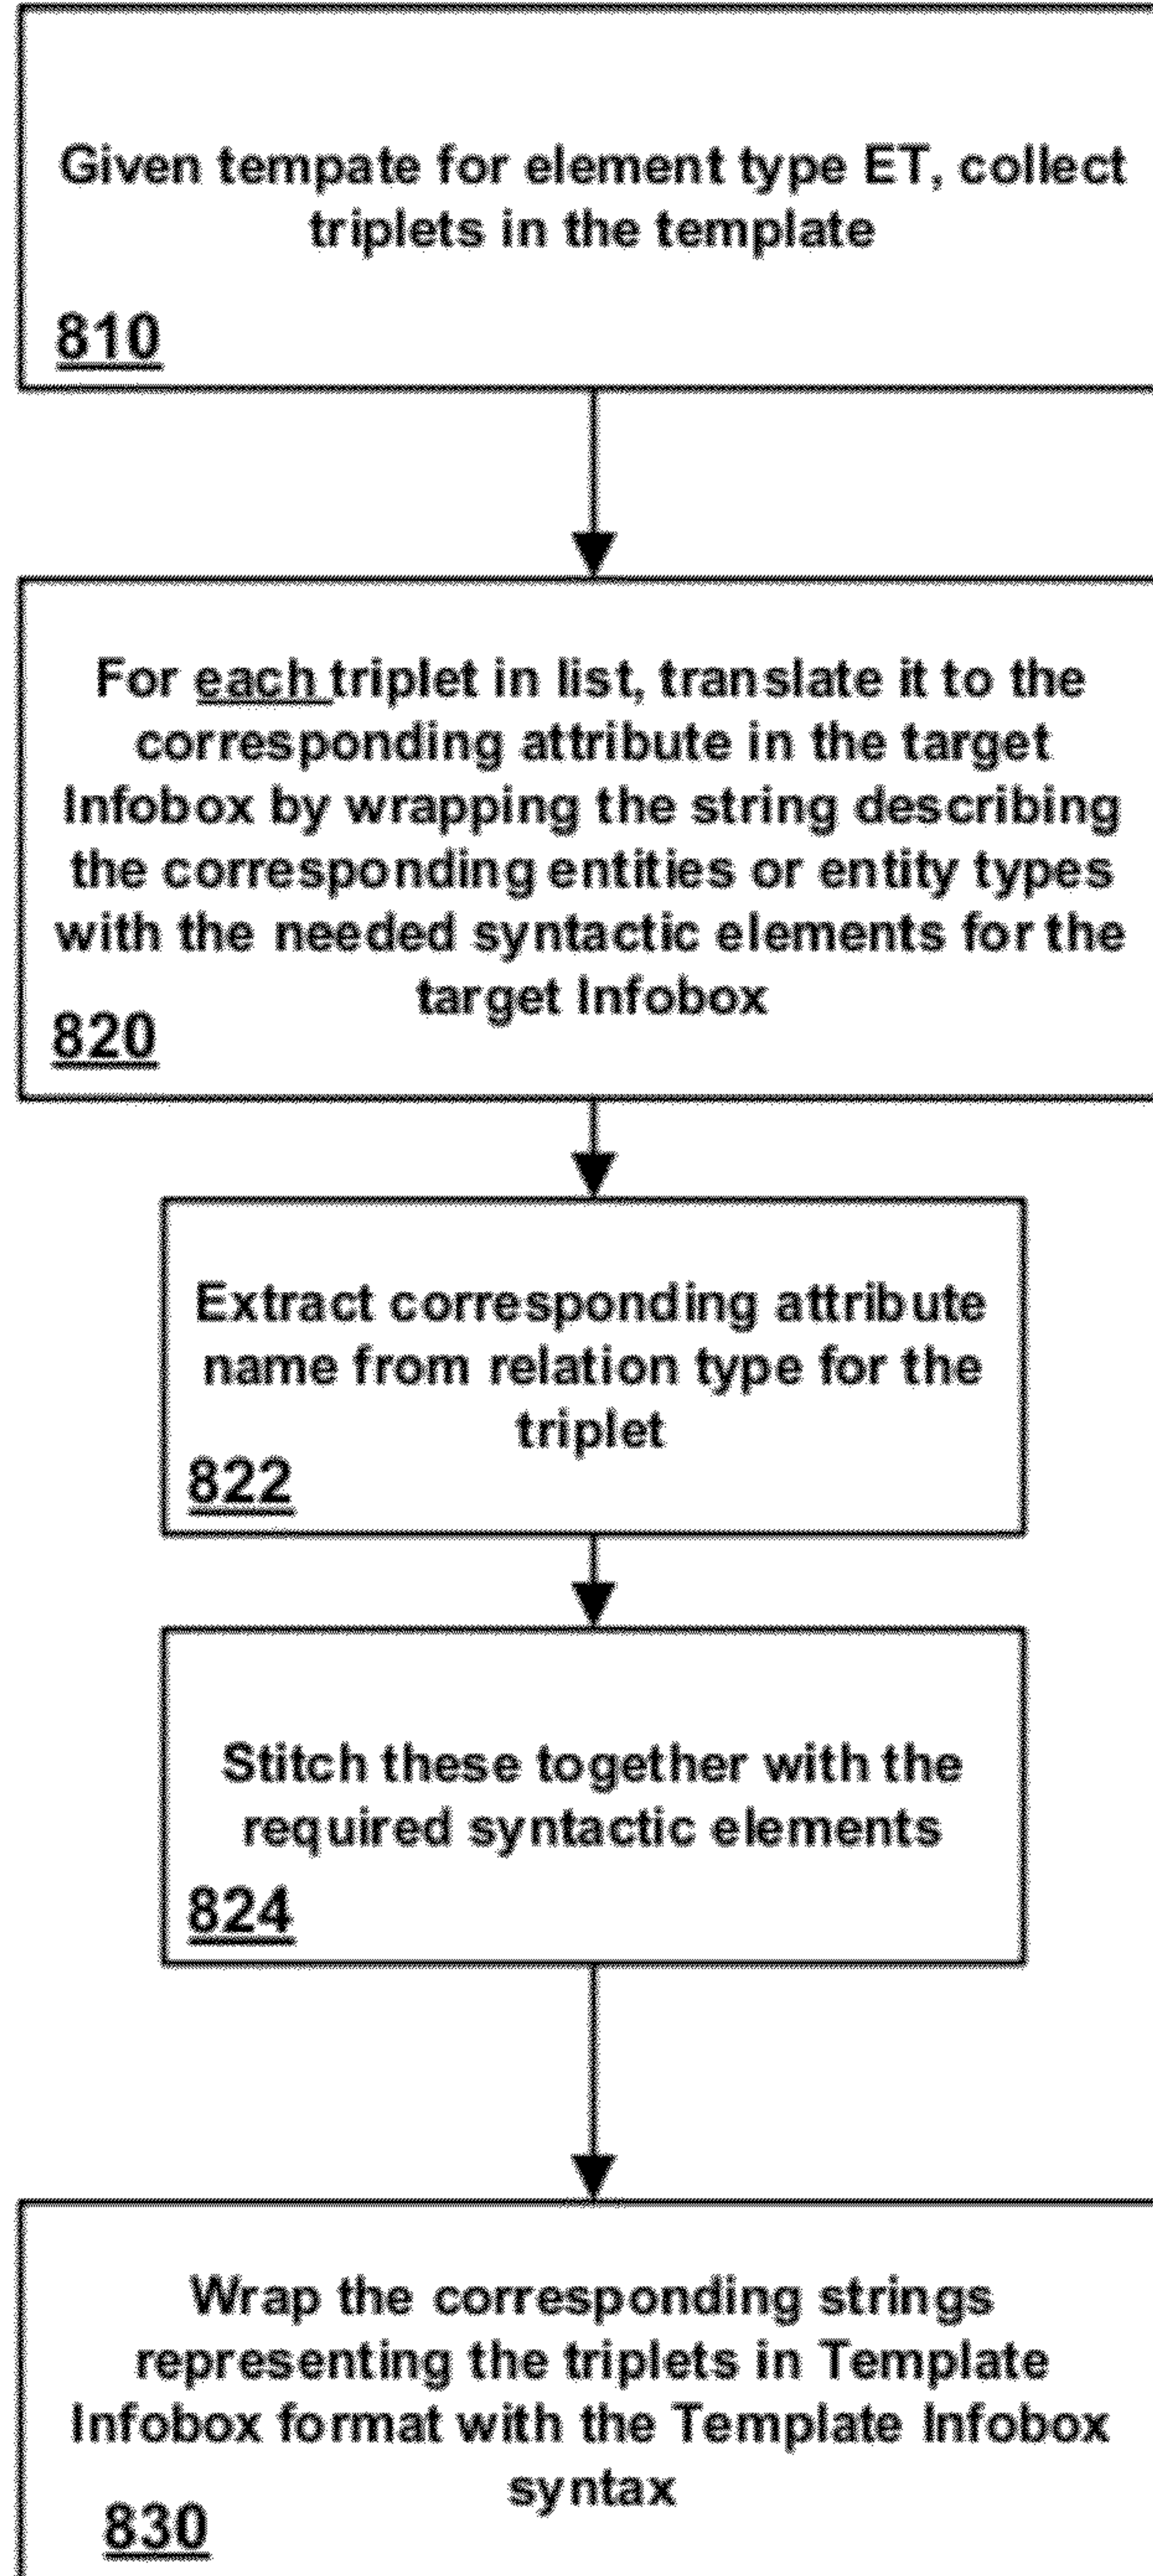 Given tempate for element type ET, collect
triplets in the template
810
For each triplet in list, translate it to the
corresponding attribute in the target
Infobox by wrapping the string describing
the corresponding entities or entity types
with the needed syntactic elements for the
target Infobox
820
Extract corresponding attribute
name from relation type for the
triplet
822
Stitch these together with the
required syntactic elements
824
Wrap the corresponding strings
representing the triplets in Template
Infobox format with the Template Infobox
syntax
830